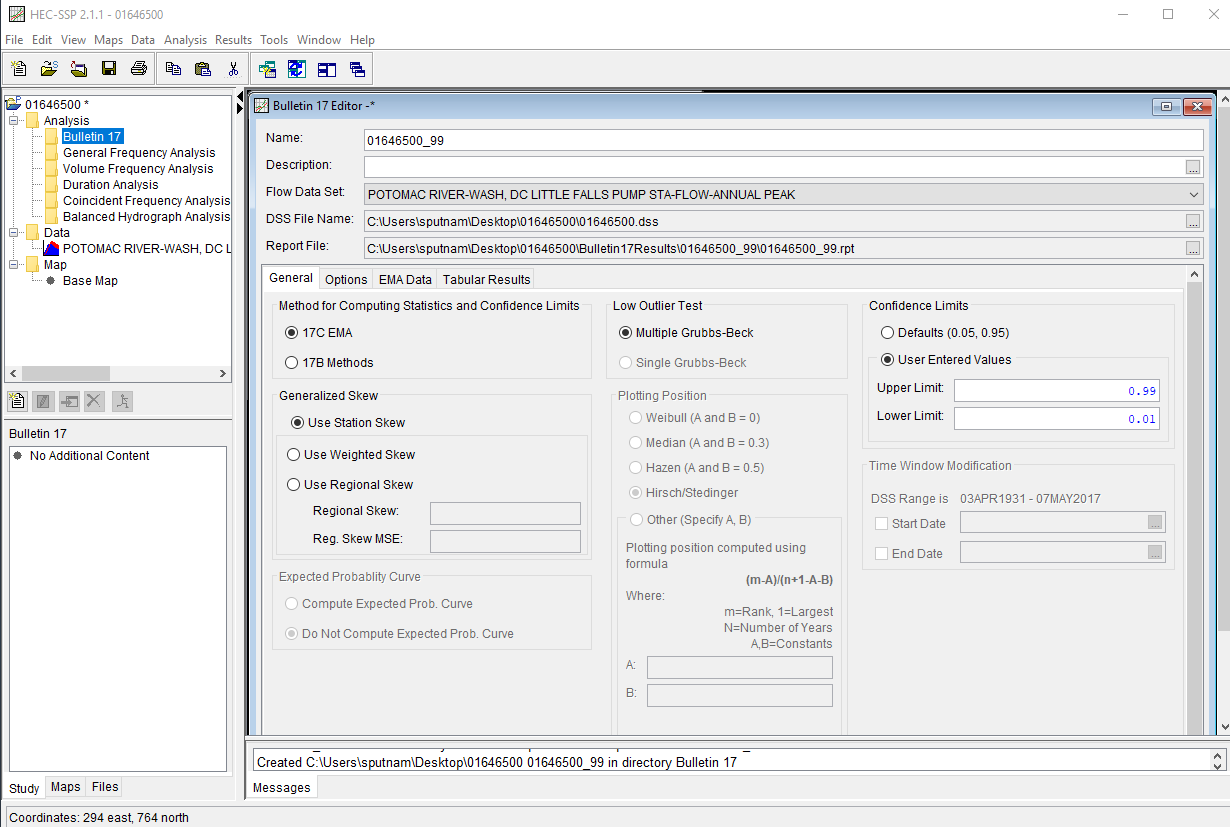 HEC-SSP 2.1.1 - 01646500
File Edit View Maps Data Analysis Results Tools Window Help
01646500 *
Analysis
Bulletin 17
General Frequency Analysis
Volume Frequency Analysis
Duration Analysis
Coincident Frequency Analysis
Balanced Hydrograph Analysis
Data
POTOMAC RIVER-WASH, DC L
Map
Base Map
Bulletin 17
No Additional Content
Study Maps Files
Bulletin 17 Editor -*
Name: 01646500_99
Description:
...
Flow Data Set: POTOMAC RIVER-WASH, DC LITTLE FALLS PUMP STA-FLOW-ANNUAL PEAK
DSS File Name: C:\Users\sputnam\Desktop\01646500\01646500.dss ...
Report File: C:\Users\sputnam\Desktop\01646500\Bulletin17Results\01646500_99\01646500_99.rpt ...
General Options EMA Data Tabular Results
Method for Computing Statistics and Confidence Limits
17C EMA
17B Methods
Generalized Skew
Use Station Skew
Use Weighted Skew
Use Regional Skew
Regional Skew:
Reg. Skew MSE:
Expected Probablity Curve
Compute Expected Prob. Curve
Do Not Compute Expected Prob. Curve
Low Outlier Test
Multiple Grubbs-Beck
Single Grubbs-Beck
Plotting Position
Weibull (A and B = 0)
Median (A and B = 0.3)
Hazen (A and B = 0.5)
Hirsch/Stedinger
Other (Specify A, B)
Plotting position computed using
formula
(m-A)/(n+1-A-B)
Where:
m=Rank, 1=Largest
N=Number of Years
A,B=Constants
A:
B:
Confidence Limits
Defaults (0.05, 0.95)
User Entered Values
Upper Limit: 0.99
Lower Limit: 0.01
Time Window Modification
DSS Range is 03APR1931 - 07MAY2017
Start Date ...
End Date ...
Created C:\Users\sputnam\Desktop\01646500 01646500_99 in directory Bulletin 17
Messages
Coordinates: 294 east, 764 north